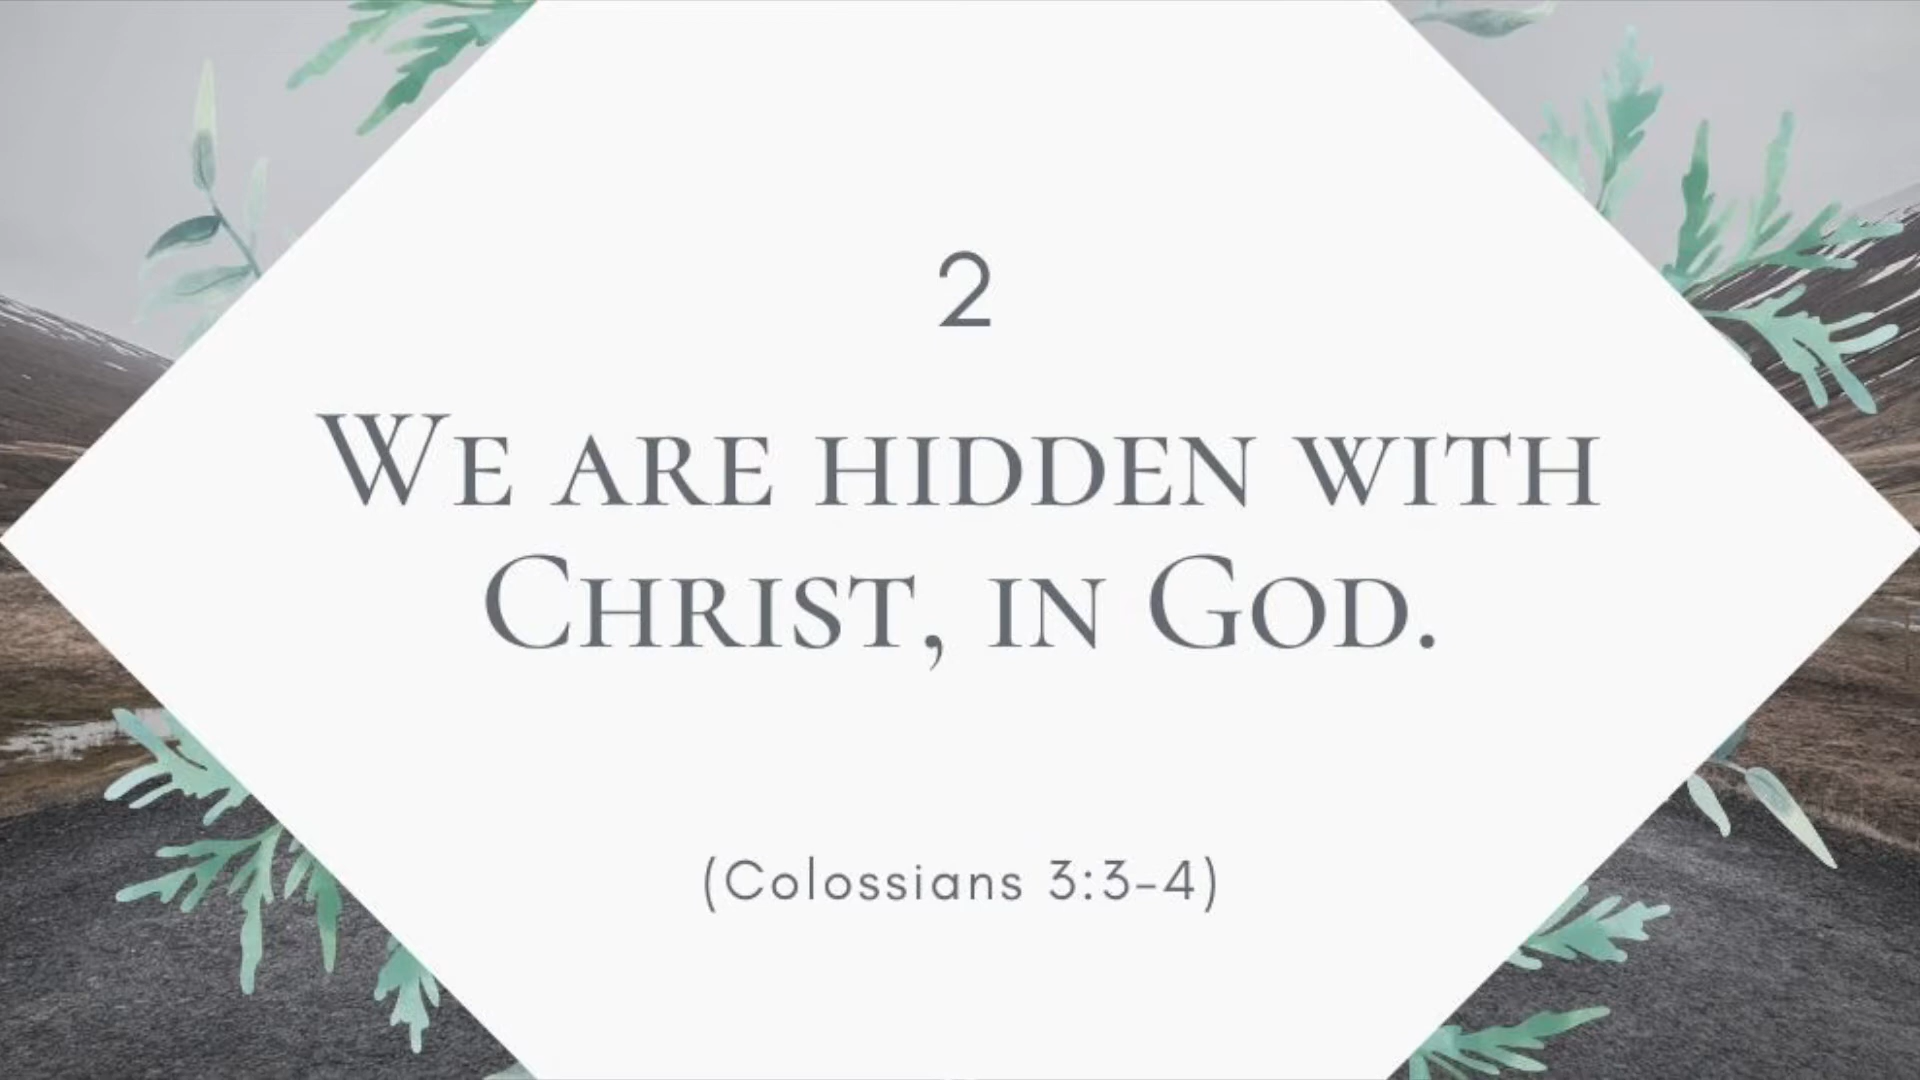 2
We are hidden with
Christ, in God.
(Colossians 3:3-4)